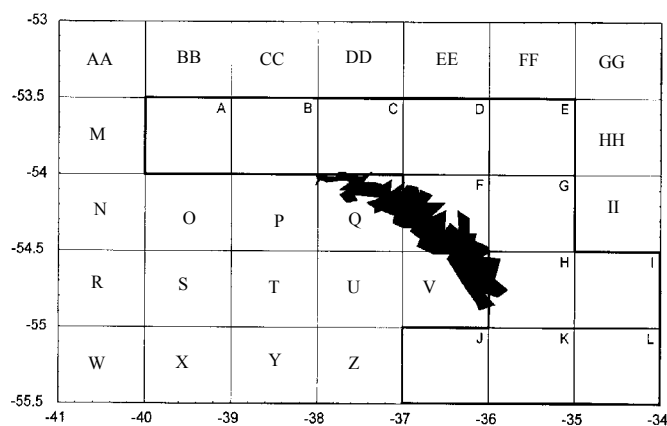 -53
AA BB CC DD EE FF GG
-53.5
A B C D E
M HH
-54
F G
N O P Q II
-54.5
H I
R S T U V
-55
J K L
W X Y Z
-55.5
-41 -40 -39 -38 -37 -36 -35 -34